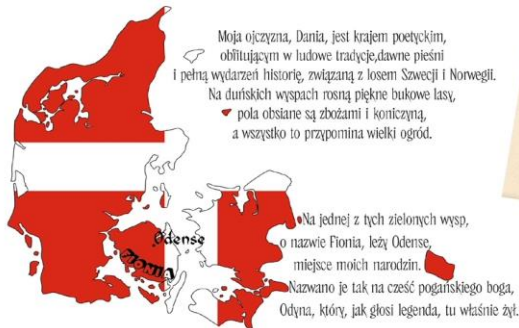 Moja ojczyzna, Dania, jest krajem poetyckim,
obfitującym w ludowe tradycje,dawne pieśni
i pełną wydarzeń historię, związaną z losem Szwecji i Norwegii.
Na duńskich wyspach rosną piękne bukowe lasy,
pola obsiane są zbożami i koniczyną,
a wszystko to przypomina wielki ogród.
Odense
FIONIA
Na jednej z tych zielonych wysp,
o nazwie Fionia, leży Odense,
miejsce moich narodzin.
Nazwano je tak na cześć pogańskiego boga,
Odyna, który, jak głosi legenda, tu właśnie żył.